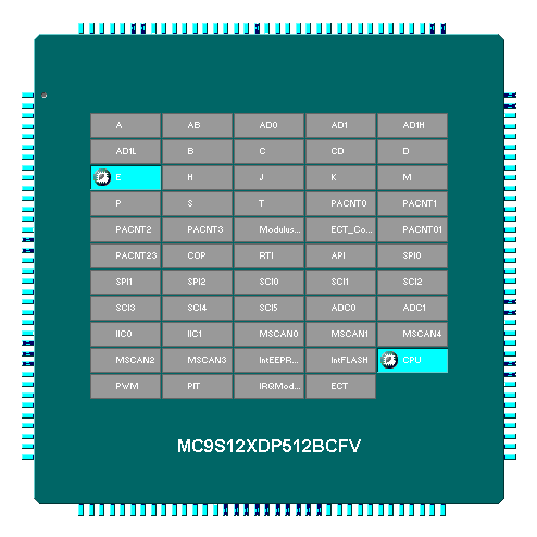 A AB AD0 AD1 AD1H
AD1L B C CD D
E H J K M
P S T PACNT0 PACNT1
PACNT2 PACNT3 Modulus... ECT_Co... PACNT01
PACNT23 COP RTI API SPI0
SPI1 SPI2 SCI0 SCI1 SCI2
SCI3 SCI4 SCI5 ADC0 ADC1
IIC0 IIC1 MSCAN0 MSCAN1 MSCAN4
MSCAN2 MSCAN3 IntEEPR... IntFLASH CPU
PWM PIT IRQMod... ECT
MC9S12XDP512BCFV